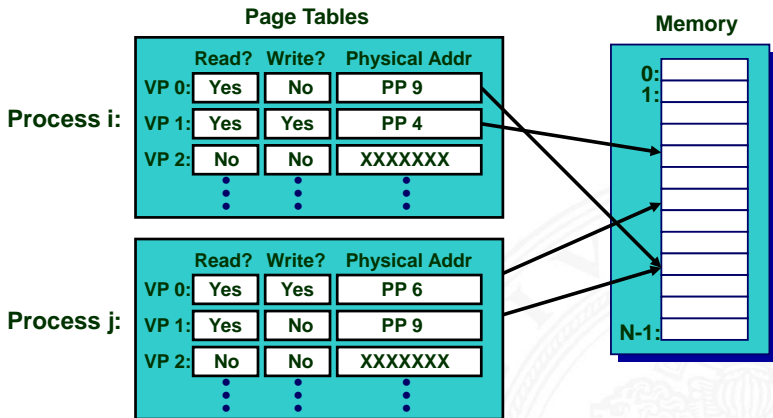 Page Tables
Memory
Read? Write? Physical Addr
VP 0: Yes No PP 9
Process i: VP 1: Yes Yes PP 4
VP 2: No No XXXXXXX
0:
1:
N-1:
Read? Write? Physical Addr
VP 0: Yes Yes PP 6
Process j: VP 1: Yes No PP 9
VP 2: No No XXXXXXX